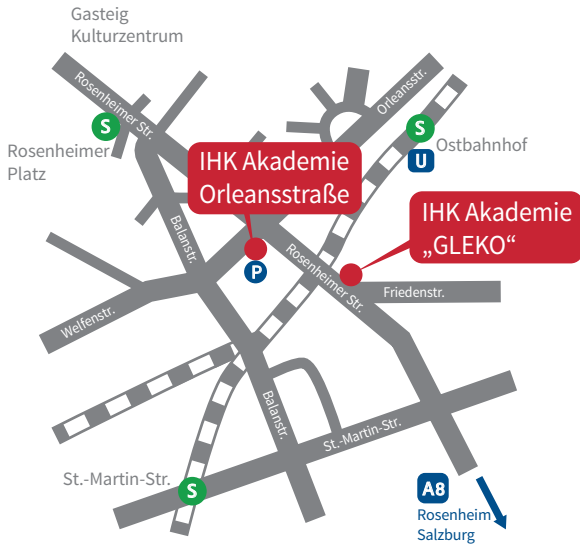 Gasteig
Kulturzentrum
Rosenheimer Str.
Orleansstr.
S
S
Ostbahnhof
U
Rosenheimer
Platz
IHK Akademie
Orleansstraße
IHK Akademie
„GLEKO“
Balanstr.
P
Rosenheimer Str.
Friedenstr.
Welfenstr.
Balanstr.
St.-Martin-Str.
St.-Martin-Str.
S
A8
Rosenheim
Salzburg